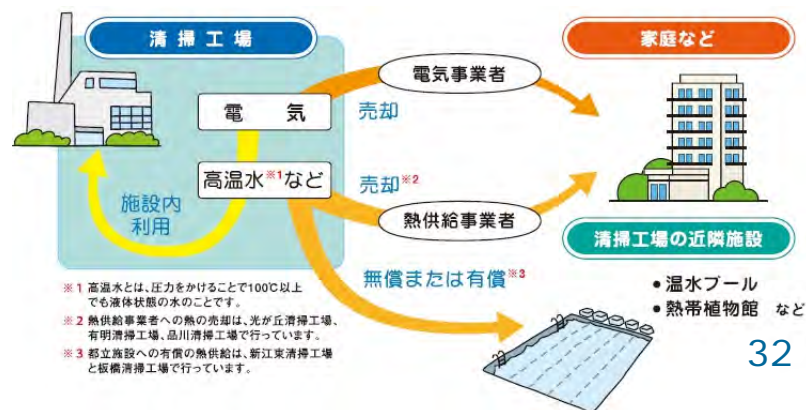 清掃工場
家庭など
電気事業者
電気
売却
高温水※1など
売却※2
熱供給事業者
施設内
利用
清掃工場の近隣施設
無償または有償※3
●温水プール
●熱帯植物館 など
※1 高温水とは、圧力をかけることで100℃以上
でも液体状態の水のことです。
※2 熱供給事業者への熱の売却は、光が丘清掃工場、
有明清掃工場、品川清掃工場で行っています。
※3 都立施設への有償の熱供給は、新江東清掃工場
と板橋清掃工場で行っています。
32